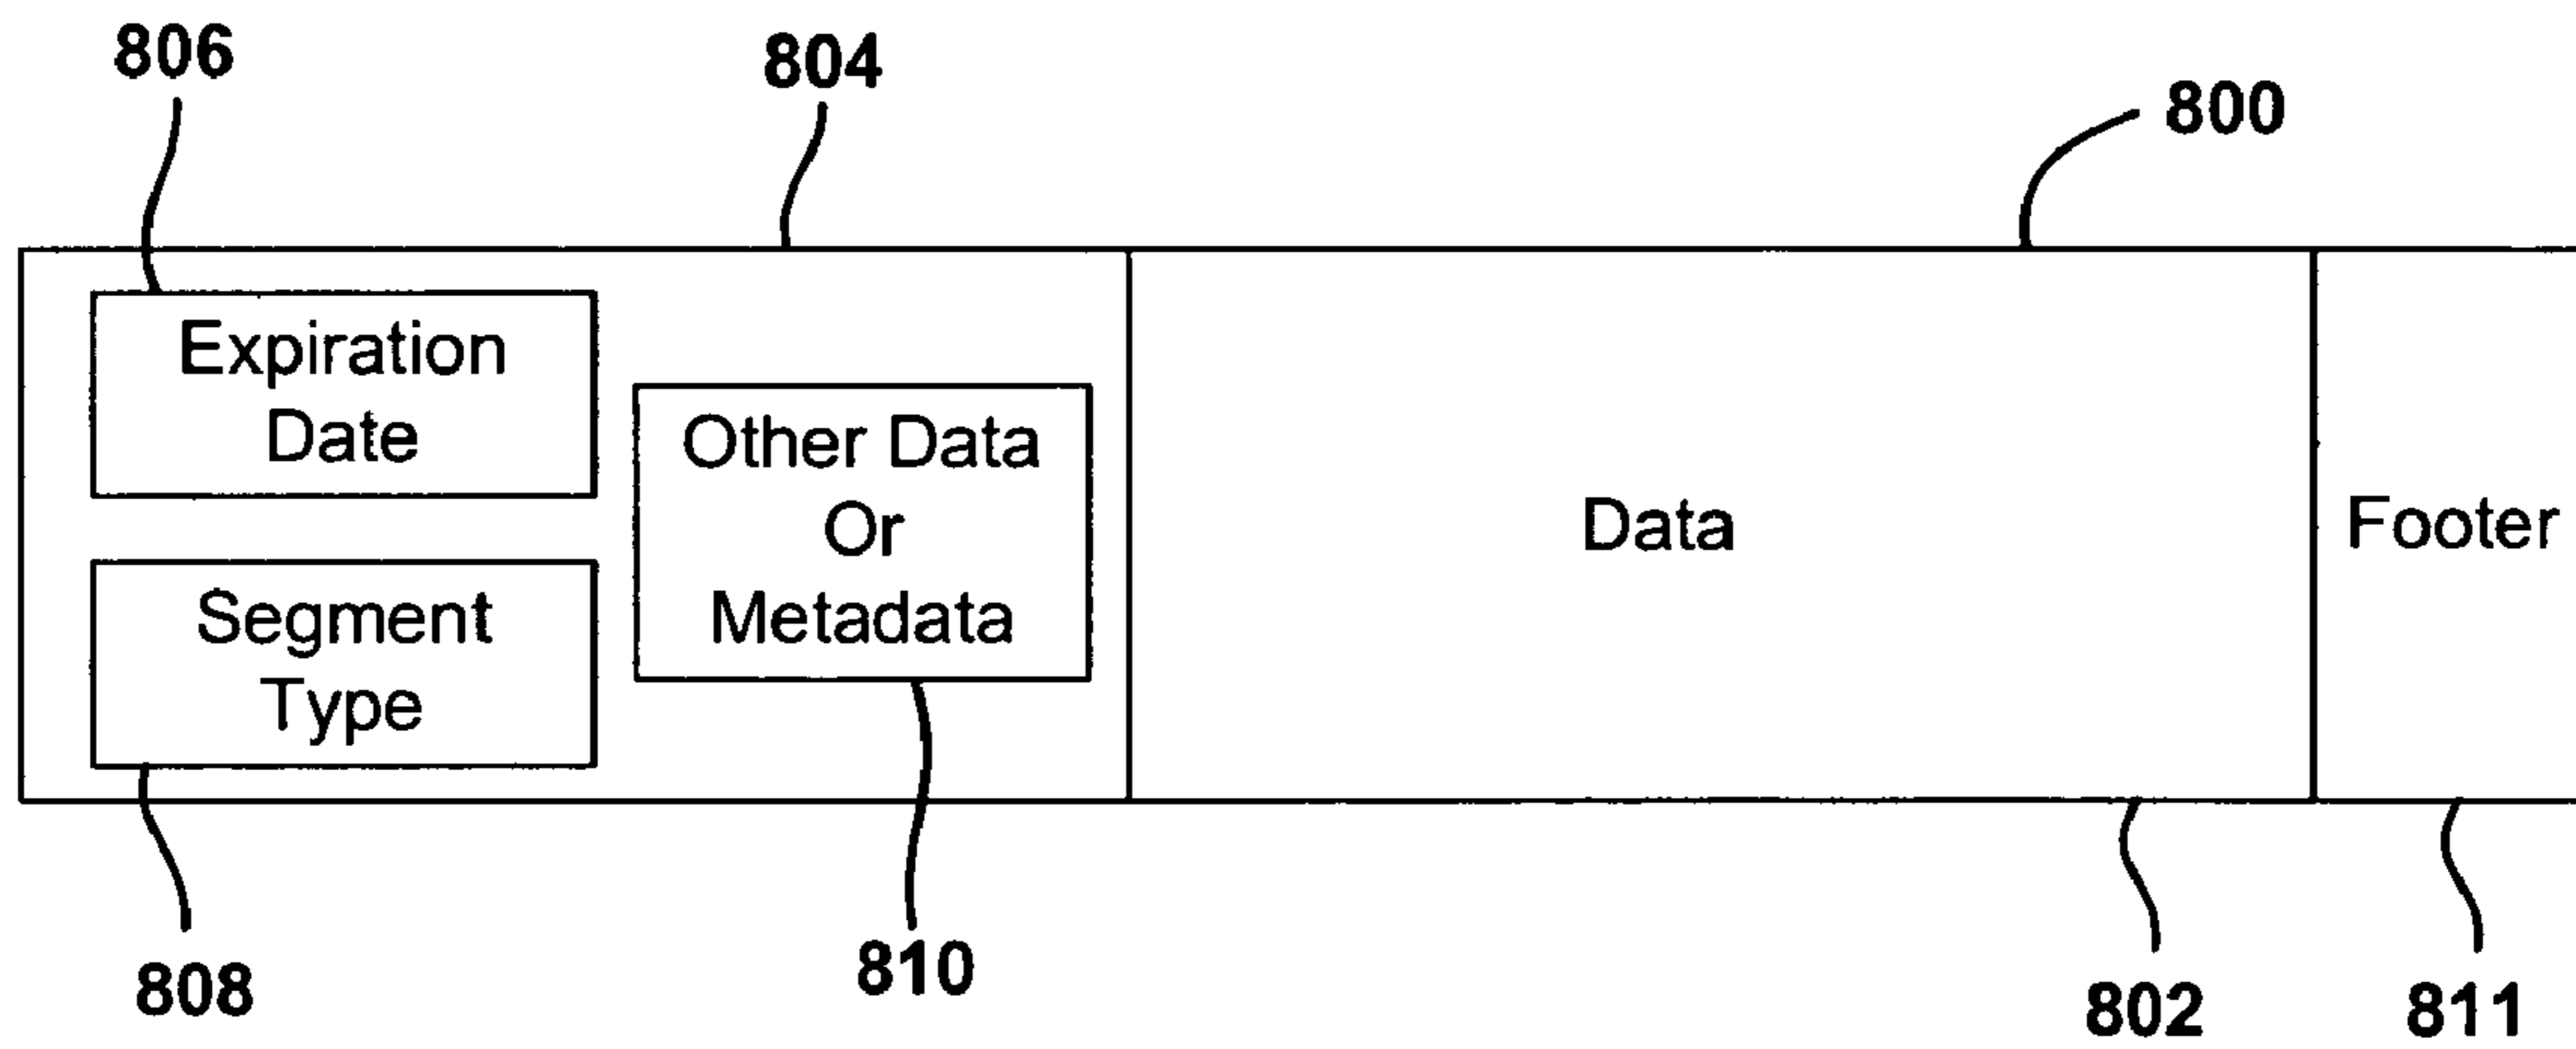 806
804
800
Expiration
Date
Segment
Type
Other Data
Or
Metadata
Data
Footer
808
810
802
811